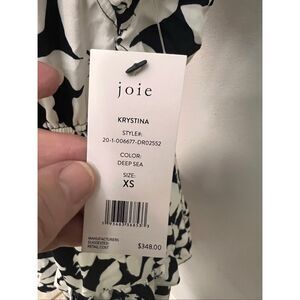 joie
KRYSTINA
STYLE#:
20-1-006677-DR02552
COLOR:
DEEP SEA
SIZE:
XS
MANUFACTURERS
SUGGESTED
RETAIL COST
$348.00